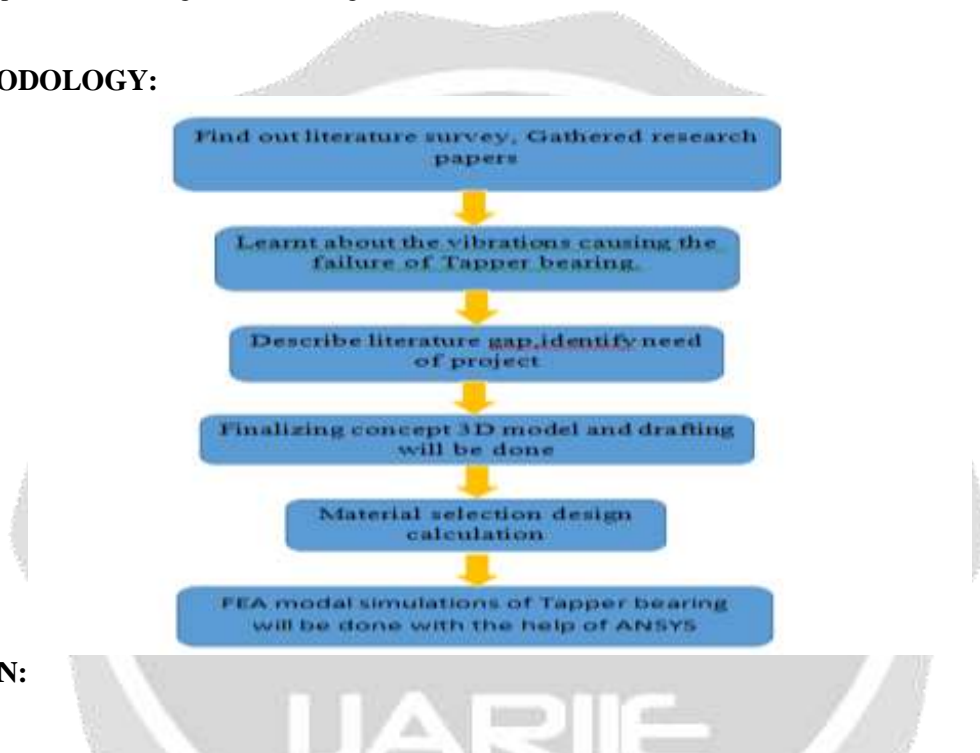 ODOLOGY:
Find out literature survey, Gathered research
papers
Learnt about the vibrations causing the
failure of Tapper bearing.
Describe literature gap,identify need
of project
Finalizing concept 3D model and drafting
will be done
Material selection design
calculation
FEA modal simulations of Tapper bearing
will be done with the help of ANSYS
N:
IJARIIE